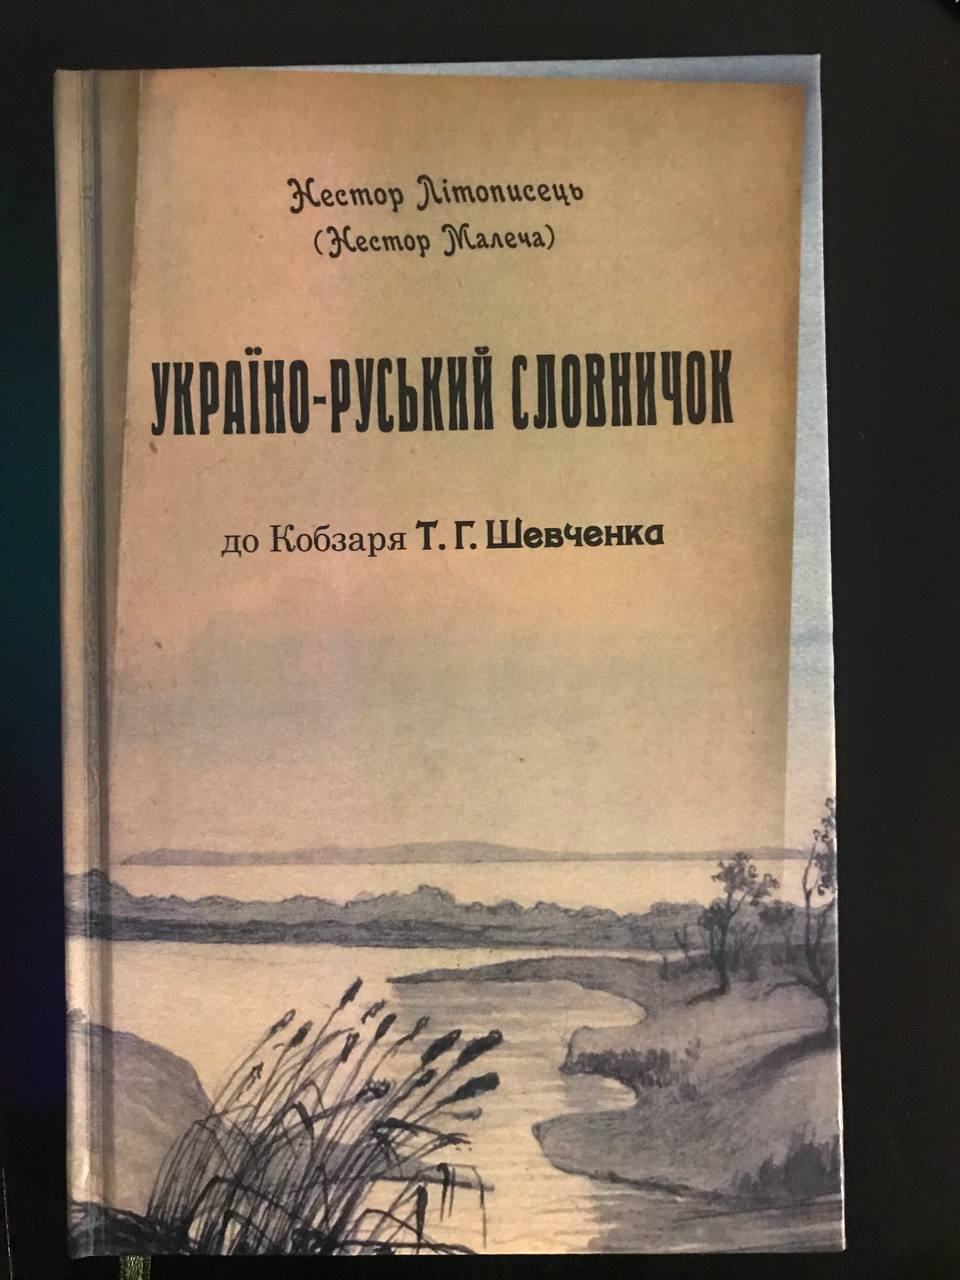 Нестор Літописець
(Нестор Малеча)
УКРАЇНО-РУСЬКИЙ СЛОВНИЧОК
до Кобзаря Т. Г. Шевченка